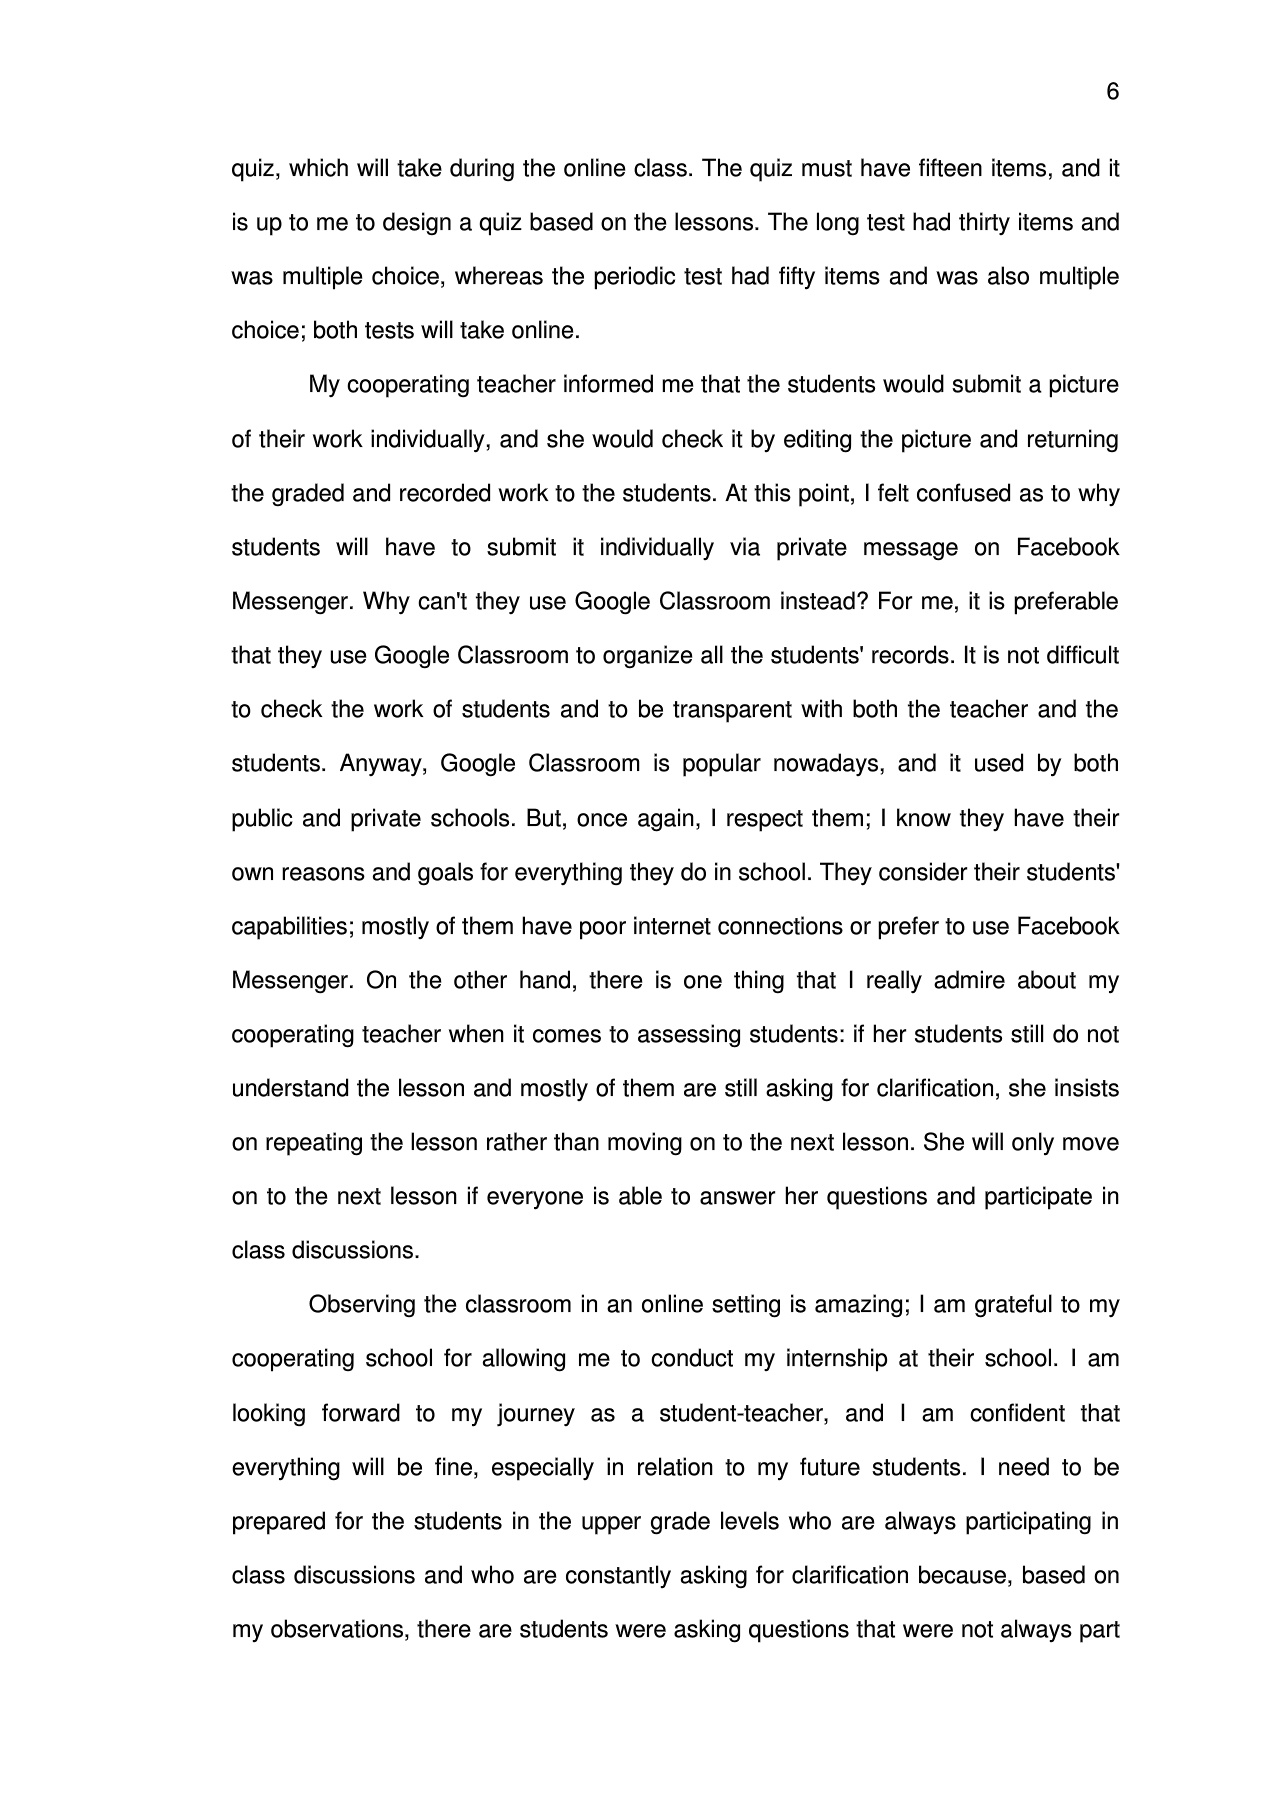 6
quiz, which will take during the online class. The quiz must have fifteen items, and it
is up to me to design a quiz based on the lessons. The long test had thirty items and
was multiple choice, whereas the periodic test had fifty items and was also multiple
choice; both tests will take online.
My cooperating teacher informed me that the students would submit a picture
of their work individually, and she would check it by editing the picture and returning
the graded and recorded work to the students. At this point, I felt confused as to why
students will have to submit it individually via private message on Facebook
Messenger. Why can't they use Google Classroom instead? For me, it is preferable
that they use Google Classroom to organize all the students' records. It is not difficult
to check the work of students and to be transparent with both the teacher and the
students. Anyway, Google Classroom is popular nowadays, and it used by both
public and private schools. But, once again, I respect them; I know they have their
own reasons and goals for everything they do in school. They consider their students'
capabilities; mostly of them have poor internet connections or prefer to use Facebook
Messenger. On the other hand, there is one thing that I really admire about my
cooperating teacher when it comes to assessing students: if her students still do not
understand the lesson and mostly of them are still asking for clarification, she insists
on repeating the lesson rather than moving on to the next lesson. She will only move
on to the next lesson if everyone is able to answer her questions and participate in
class discussions.
Observing the classroom in an online setting is amazing; I am grateful to my
cooperating school for allowing me to conduct my internship at their school. I am
looking forward to my journey as a student-teacher, and I am confident that
everything will be fine, especially in relation to my future students. I need to be
prepared for the students in the upper grade levels who are always participating in
class discussions and who are constantly asking for clarification because, based on
my observations, there are students were asking questions that were not always part